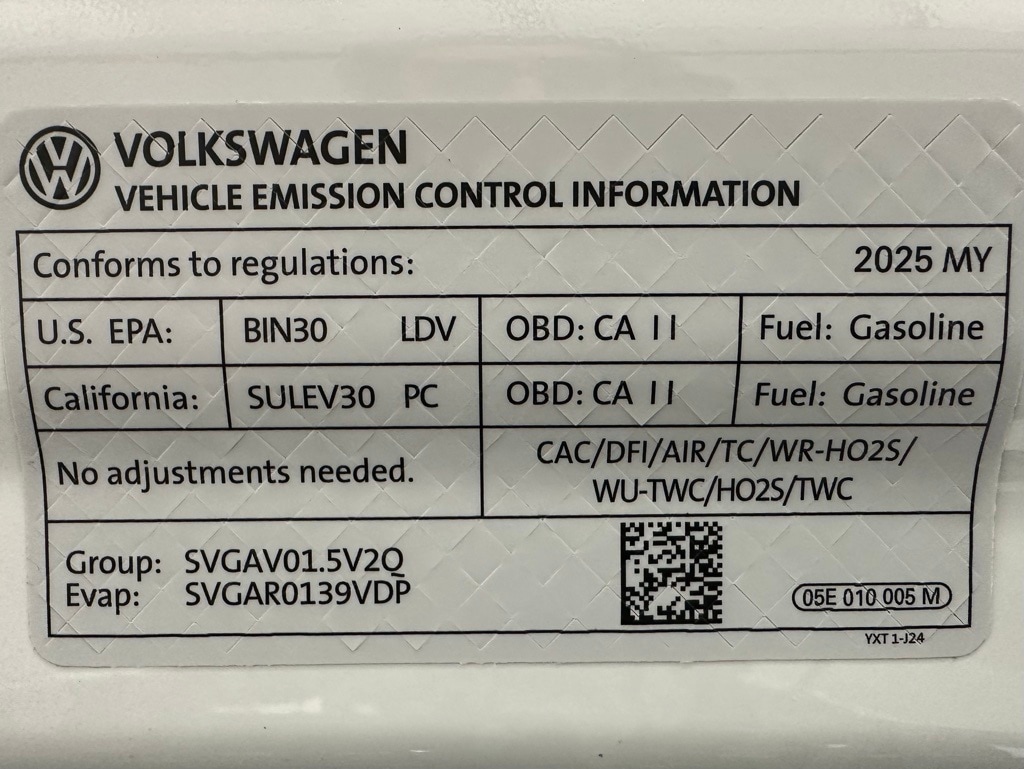 VOLKSWAGEN
VEHICLE EMISSION CONTROL INFORMATION
Conforms to regulations: 2025 MY
U.S. EPA: BIN30 LDV OBD: CA II Fuel: Gasoline
California: SULEV30 PC OBD: CA II Fuel: Gasoline
No adjustments needed.
CAC/DFI/AIR/TC/WR-HO2S/
WU-TWC/HO2S/TWC
Group: SVGAV01.5V2Q
Evap: SVGAR0139VDP
05E 010 005 M
YXT 1-J24